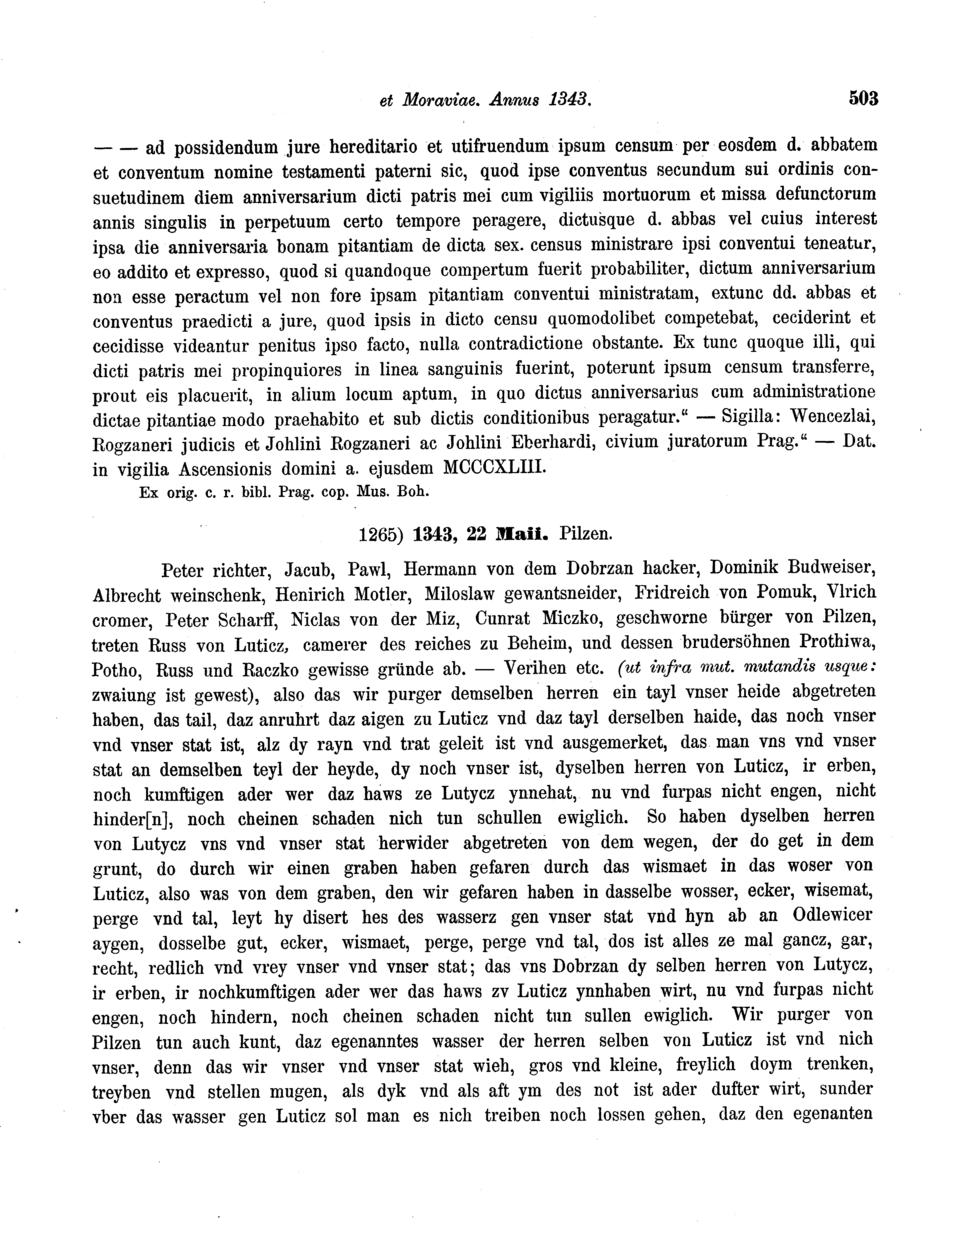 et Moraviae. Annus 1343. 503
— — ad possidendum jure hereditario et utifruendum ipsum censum per eosdem d. abbatem
et conventum nomine testamenti paterni sic, quod ipse conventus secundum sui ordinis con-
suetudinem diem anniversarium dicti patris mei cum vigiliis mortuorum et missa defunctorum
annis singulis in perpetuum certo tempore peragere, dictusque d. abbas vel cuius interest
ipsa die anniversaria bonam pitantiam de dicta sex. census ministrare ipsi conventui teneatur,
eo addito et expresso, quod si quandoque compertum fuerit probabiliter, dictum anniversarium
non esse peractum vel non fore ipsam pitantiam conventui ministratam, extunc dd. abbas et
conventus praedicti a jure, quod ipsis in dicto censu quomodolibet competebat, ceciderint et
cecidisse videantur penitus ipso facto, nulla contradictione obstante. Ex tunc quoque illi, qui
dicti patris mei propinquiores in linea sanguinis fuerint, poterunt ipsum censum transferre,
prout eis placuerit, in alium locum aptum, in quo dictus anniversarius cum administratione
dictae pitantiae modo praehabito et sub dictis conditionibus peragatur.“ — Sigilla: Wencezlai,
Rogzaneri judicis et Johlini Rogzaneri ac Johlini Eberhardi, civium juratorum Prag.“ — Dat.
in vigilia Ascensionis domini a. ejusdem MCCCXLIII.
Ex orig. c. r. bibl. Prag. cop. Mus. Boh.
1265) 1343, 22 Maii. Pilzen.
Peter richter, Jacub, Pawl, Hermann von dem Dobrzan hacker, Dominik Budweiser,
Albrecht weinschenk, Henirich Motler, Miloslaw gewantsneider, Fridreich von Pomuk, Vlrich
cromer, Peter Scharff, Niclas von der Miz, Cunrat Miczko, geschworne bürger von Pilzen,
treten Russ von Luticz, camerer des reiches zu Beheim, und dessen brudersöhnen Prothiwa,
Potho, Russ und Raczko gewisse gründe ab. — Verihen etc. (ut infra mut. mutandis usque:
zwaiung ist gewest), also das wir purger demselben herren ein tayl vnser heide abgetreten
haben, das tail, daz anruhrt daz aigen zu Luticz vnd daz tayl derselben haide, das noch vnser
vnd vnser stat ist, alz dy rayn vnd trat geleit ist vnd ausgemerket, das man vns vnd vnser
stat an demselben teyl der heyde, dy noch vnser ist, dyselben herren von Luticz, ir erben,
noch kumftigen ader wer daz haws ze Lutycz ynnehat, nu vnd furpas nicht engen, nicht
hinder[n], noch cheinen schaden nich tun schullen ewiglich. So haben dyselben herren
von Lutycz vns vnd vnser stat herwider abgetreten von dem wegen, der do get in dem
grunt, do durch wir einen graben haben gefaren durch das wismaet in das woser von
Luticz, also was von dem graben, den wir gefaren haben in dasselbe wosser, ecker, wisemat,
perge vnd tal, leyt hy disert hes des wasserz gen vnser stat vnd hyn ab an Odlewicer
aygen, dosselbe gut, ecker, wismaet, perge, perge vnd tal, dos ist alles ze mal gancz, gar,
recht, redlich vnd vrey vnser vnd vnser stat; das vns Dobrzan dy selben herren von Lutycz,
ir erben, ir nochkumftigen ader wer das haws zv Luticz ynnhaben wirt, nu vnd furpas nicht
engen, noch hindern, noch cheinen schaden nicht tun sullen ewiglich. Wir purger von
Pilzen tun auch kunt, daz egenanntes wasser der herren selben von Luticz ist vnd nich
vnser, denn das wir vnser vnd vnser stat wieh, gros vnd kleine, freylich doym trenken,
treyben vnd stellen mugen, als dyk vnd als aft ym des not ist ader dufter wirt, sunder
vber das wasser gen Luticz sol man es nich treiben noch lossen gehen, daz den egenanten